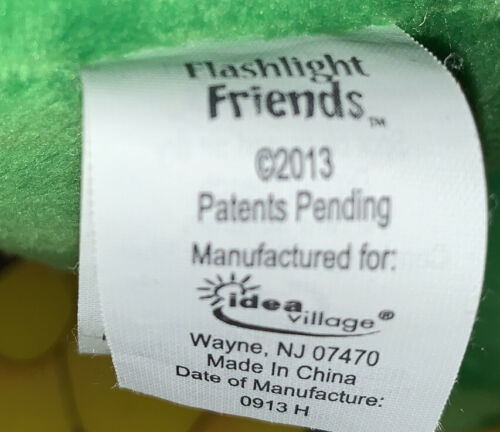 Flashlight
Friends™
©2013
Patents Pending
Manufactured for:
idea
village®
Wayne, NJ 07470
Made In China
Date of Manufacture:
0913 H